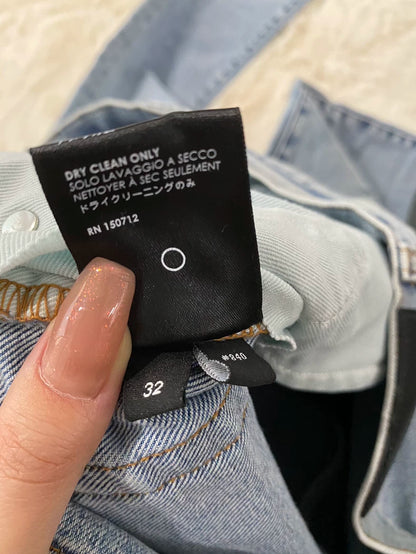 DRY CLEAN ONLY
SOLO LAVAGGIO A SECCO
NETTOYER À SEC SEULEMENT
ドライクリーニングのみ
RN 150712
32
#840